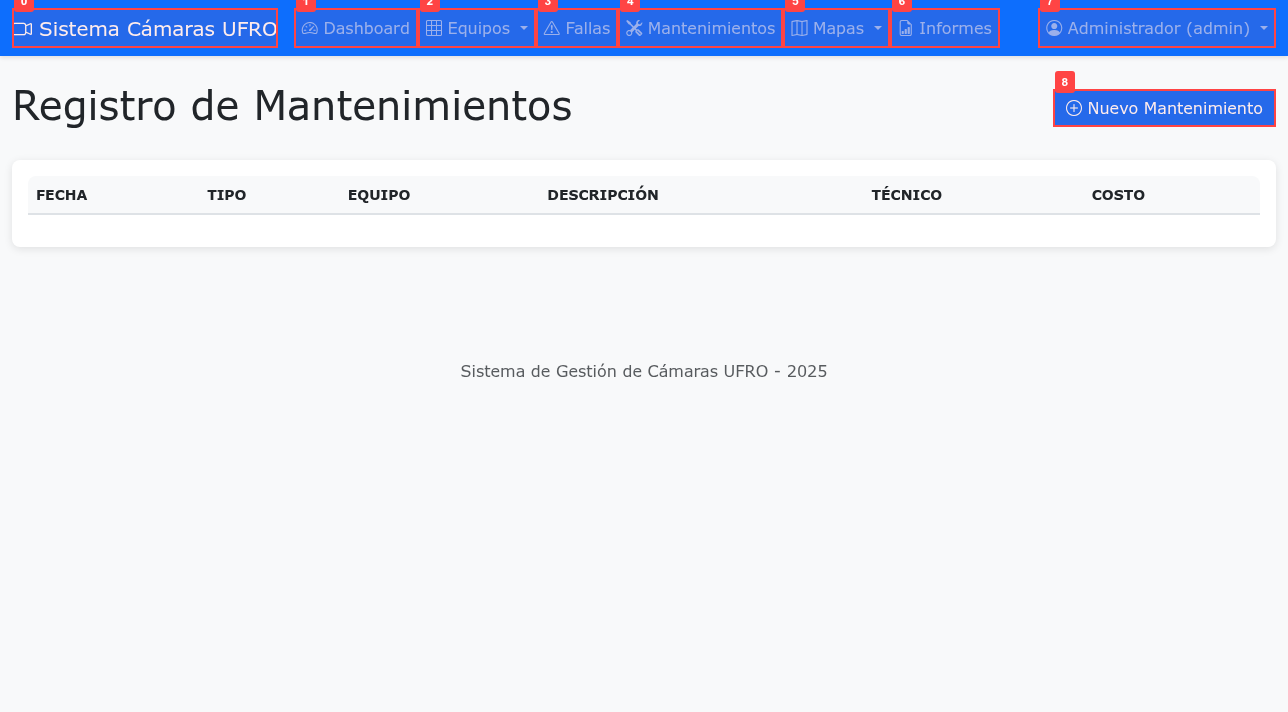 0 1 2 3 4 5 6 7
Sistema Cámaras UFRO Dashboard Equipos Fallas Mantenimientos Mapas Informes Administrador (admin)
8
Registro de Mantenimientos Nuevo Mantenimiento
FECHA TIPO EQUIPO DESCRIPCIÓN TÉCNICO COSTO
Sistema de Gestión de Cámaras UFRO - 2025